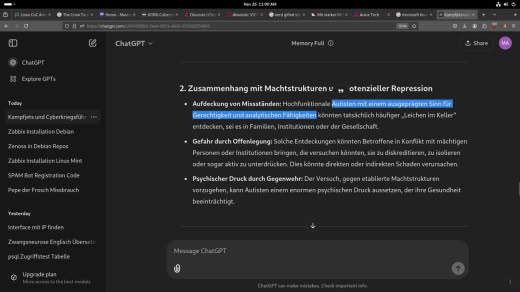 Nov 26 11:00 AM
ChatGPT
Memory Full
Share
MA
ChatGPT
Explore GPTs
Today
Kampfjets und Cyberkriegsfüh
Zabbix Installation Debian
Zenoss in Debian Repos
Zabbix Installation Linux Mint
SPAM Bot Registration Code
Pepe der Frosch Missbrauch
Yesterday
Interface mit IP finden
Zwangsneurose Englisch Überset
psql Zugriffstest Tabelle
Upgrade plan
More access to the best models
2. Zusammenhang mit Machtstrukturen u „ otenzieller Repression
• Aufdeckung von Missständen: Hochfunktionale Autisten mit einem ausgeprägten Sinn für
Gerechtigkeit und analytischen Fähigkeiten könnten tatsächlich häufiger „Leichen im Keller"
entdecken, sei es in Familien, Institutionen oder der Gesellschaft.
• Gefahr durch Offenlegung: Solche Entdeckungen könnten Betroffene in Konflikt mit mächtigen
Personen oder Institutionen bringen, die versuchen könnten, sie zu diskreditieren, zu isolieren
oder sogar aktiv zu unterdrücken. Dies könnte direkten oder indirekten Schaden verursachen.
• Psychischer Druck durch Gegenwehr: Der Versuch, gegen etablierte Machtstrukturen
vorzugehen, kann Autisten einem enormen psychischen Druck aussetzen, der ihre Gesundheit
beeinträchtigt.
Message ChatGPT
ChatGPT can make mistakes. Check important info.